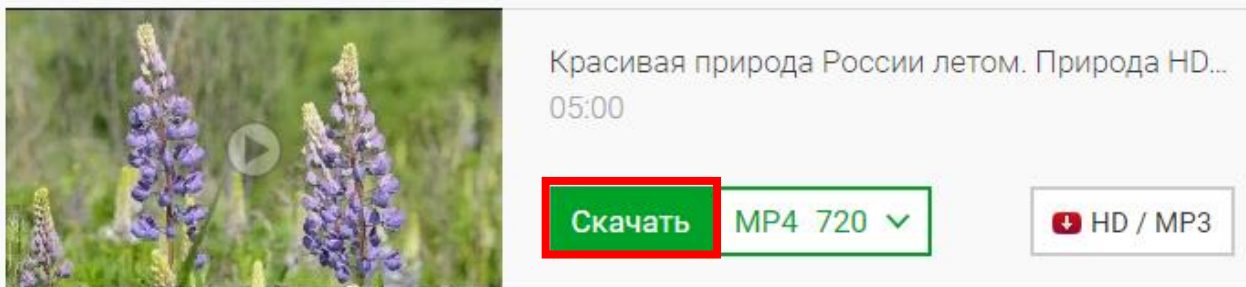 Красивая природа России летом. Природа HD...
05:00
Скачать MP4 720 HD / MP3